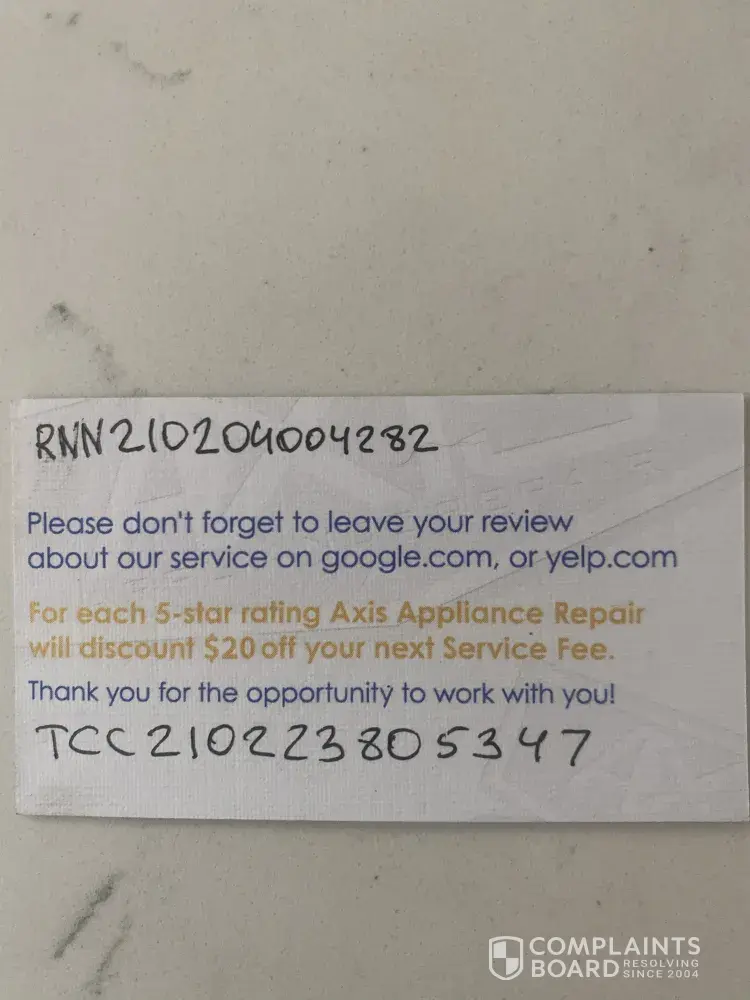 RNN210204004282
Please don't forget to leave your review
about our service on google.com, or yelp.com
For each 5-star rating Axis Appliance Repair
will discount $20 off your next Service Fee.
Thank you for the opportunity to work with you!
TCC210223805347
COMPLAINTS
BOARD RESOLVING
SINCE 2004